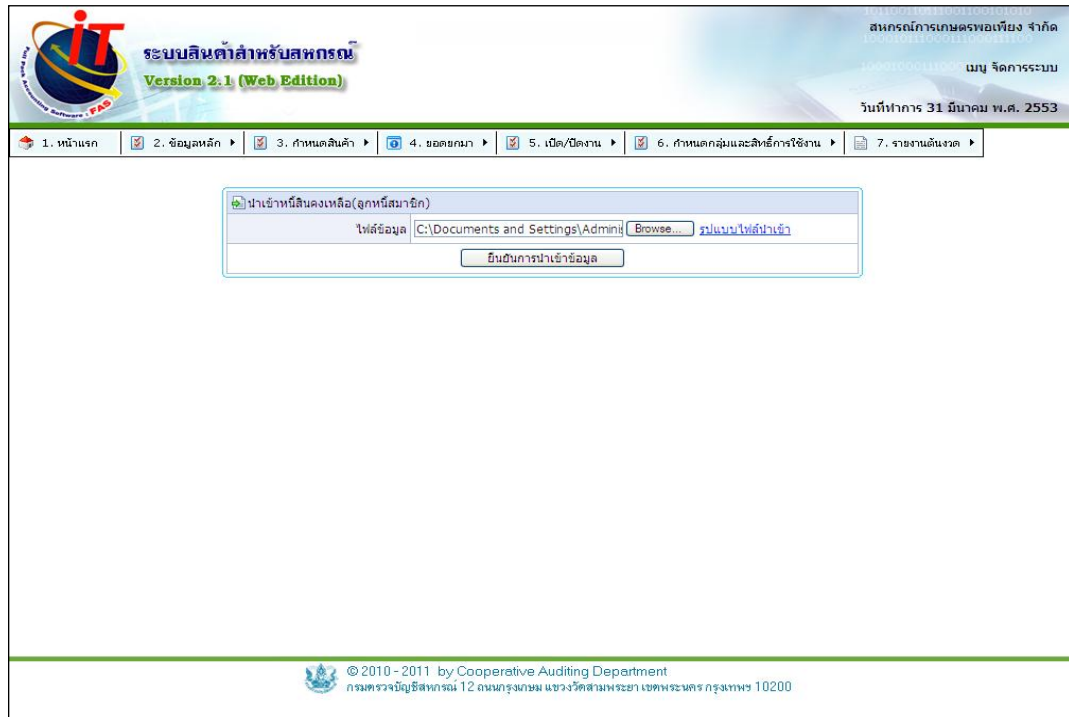 iT
Full Pack Accounting Software : FAS
ระบบสินค้าสำหรับสหกรณ์
Version 2.1 (Web Edition)
สหกรณ์การเกษตรพอเพียง จำกัด
เมนู จัดการระบบ
วันที่ทำการ 31 มีนาคม พ.ศ. 2553
1. หน้าแรก 2. ข้อมูลหลัก 3. กำหนดสินค้า 4. ยอดยกมา 5. เปิด/ปิดงาน 6. กำหนดกลุ่มและสิทธิ์การใช้งาน 7. รายงานต้นงวด
นำเข้าหนี้สินคงเหลือ(ลูกหนี้สมาชิก)
ไฟล์ข้อมูล C:\Documents and Settings\Adminis Browse... รูปแบบไฟล์นำเข้า
ยืนยันการนำเข้าข้อมูล
© 2010 - 2011 by Cooperative Auditing Department
กรมตรวจบัญชีสหกรณ์ 12 ถนนกรุงเกษม แขวงวัดสามพระยา เขตพระนคร กรุงเทพฯ 10200